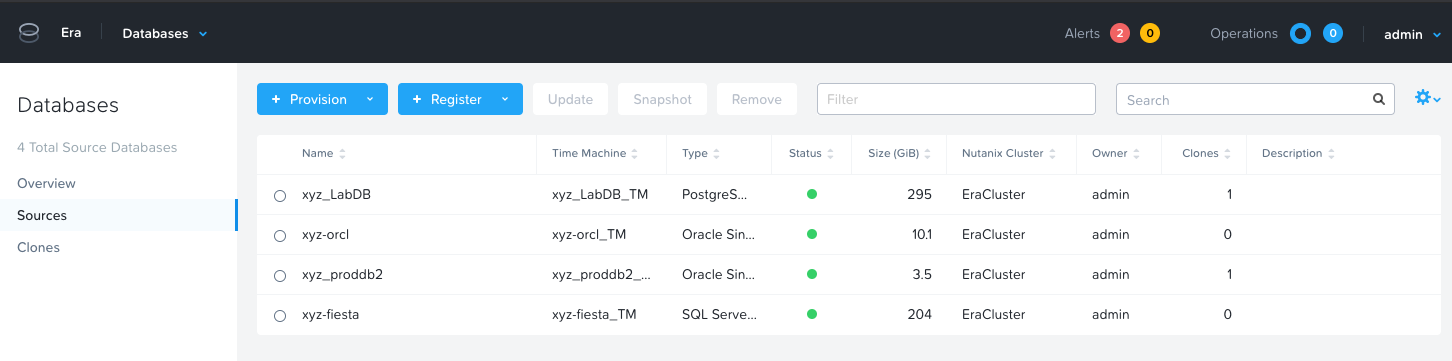 Era Databases Alerts 2 0 Operations 0 admin
Databases
4 Total Source Databases
Overview
Sources
Clones
+ Provision + Register Update Snapshot Remove Filter Search
Name Time Machine Type Status Size (GiB) Nutanix Cluster Owner Clones Description
xyz_LabDB xyz_LabDB_TM PostgreS... 295 EraCluster admin 1
xyz-orcl xyz-orcl_TM Oracle Sin... 10.1 EraCluster admin 0
xyz_proddb2 xyz_proddb2_... Oracle Sin... 3.5 EraCluster admin 1
xyz-fiesta xyz-fiesta_TM SQL Serve... 204 EraCluster admin 0